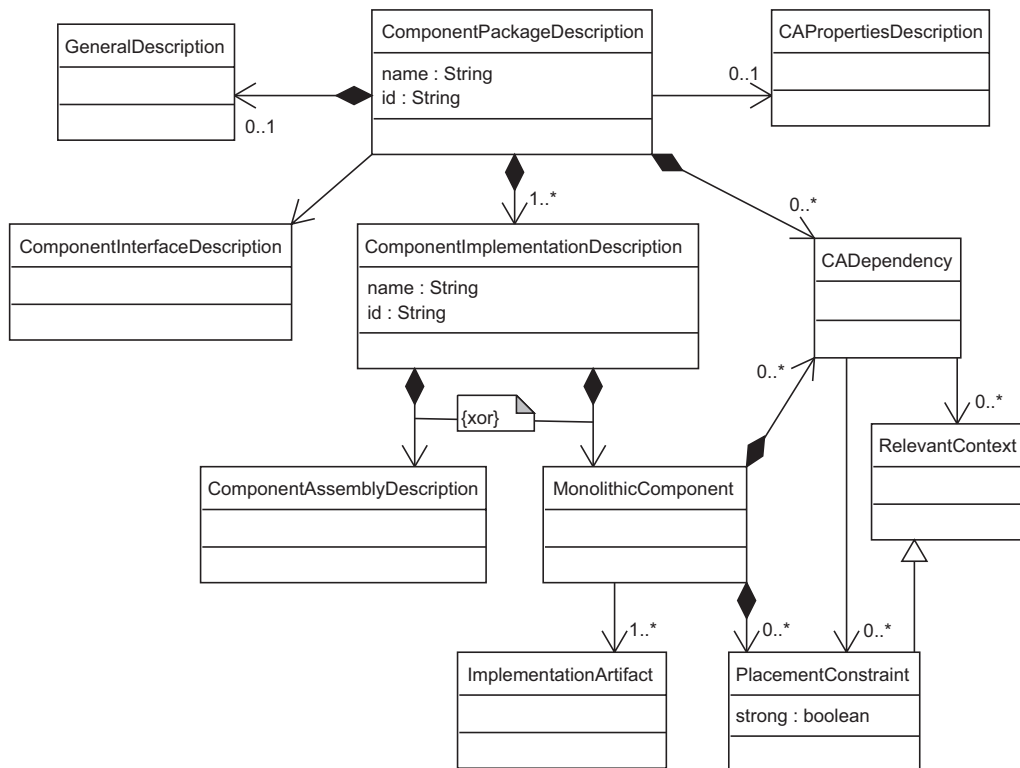 GeneralDescription
ComponentPackageDescription
name : String
id : String
CAPropertiesDescription
0..1
0..1
1..*
0..*
ComponentInterfaceDescription
ComponentImplementationDescription
name : String
id : String
CADependency
0..*
0..*
{xor}
RelevantContext
ComponentAssemblyDescription
MonolithicComponent
1..*
0..*
0..*
ImplementationArtifact
PlacementConstraint
strong : boolean